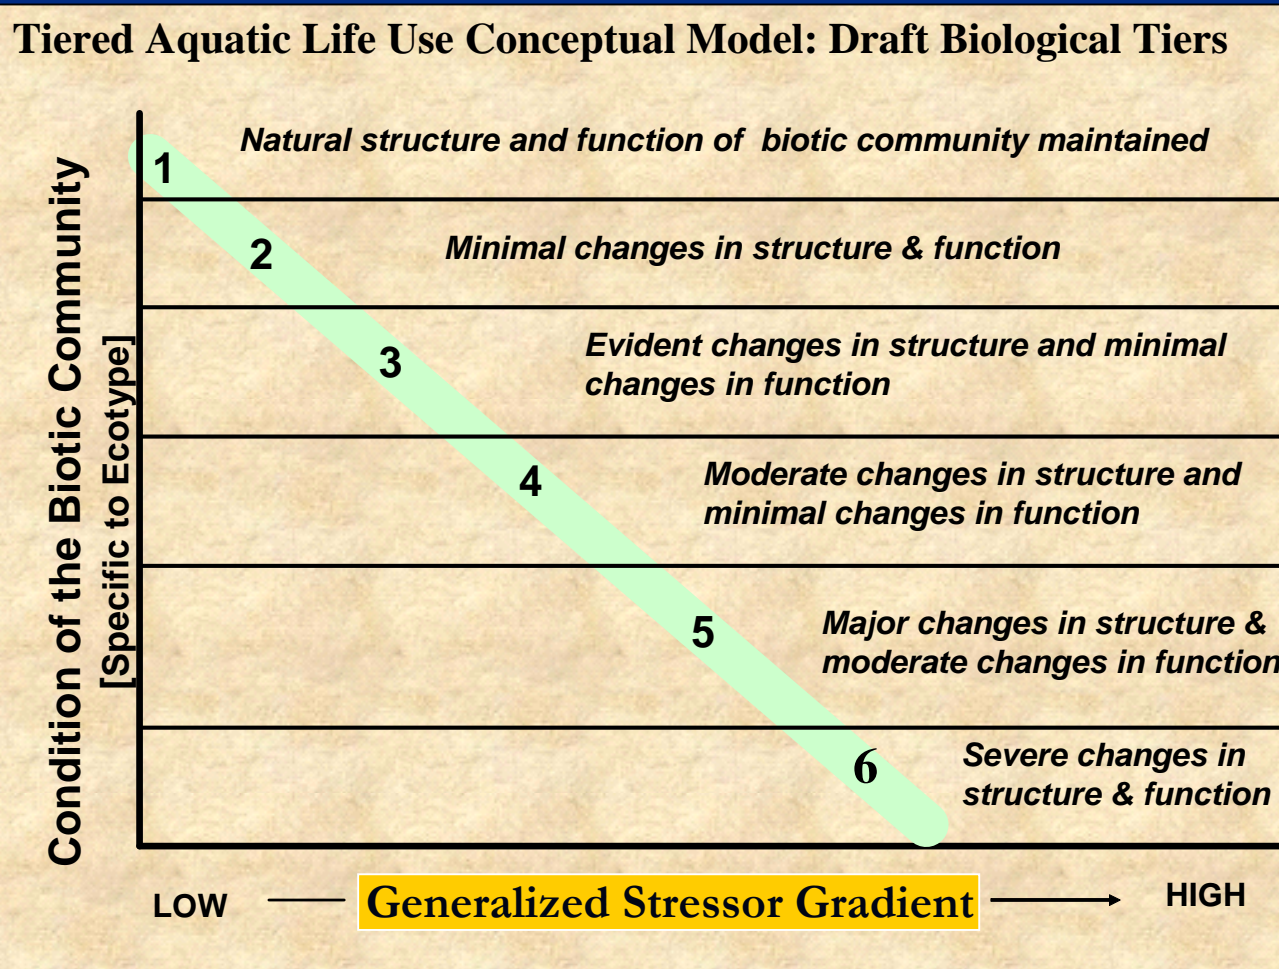 Tiered Aquatic Life Use Conceptual Model: Draft Biological Tiers
Condition of the Biotic Community
[Specific to Ecotype]
1
Natural structure and function of biotic community maintained
2
Minimal changes in structure & function
3
Evident changes in structure and minimal
changes in function
4
Moderate changes in structure and
minimal changes in function
5
Major changes in structure &
moderate changes in function
6
Severe changes in
structure & function
LOW
Generalized Stressor Gradient
HIGH